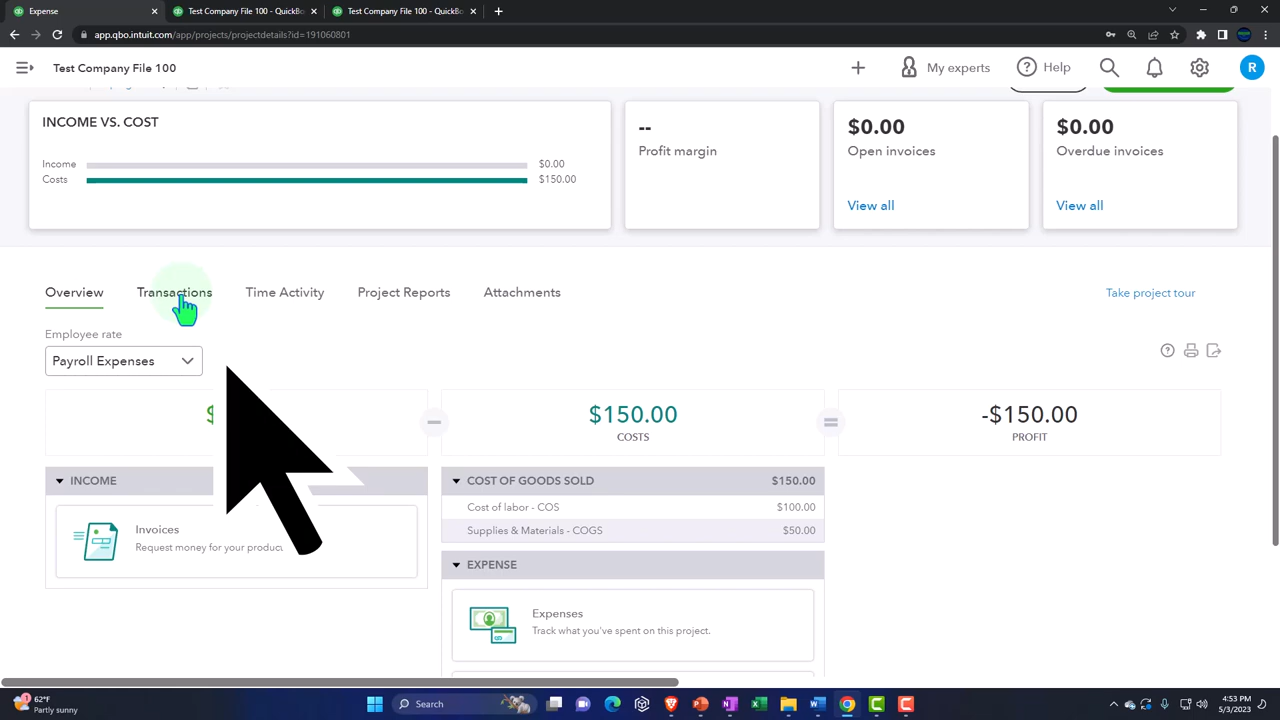 Expense
Test Company File 100 - QuickBo
Test Company File 100 - QuickBo
app.qbo.intuit.com/app/projects/projectdetails?id=191060801
Test Company File 100
My experts
Help
R
INCOME VS. COST
Income
$0.00
Costs
$150.00
--
Profit margin
$0.00
Open invoices
View all
$0.00
Overdue invoices
View all
Overview
Transactions
Time Activity
Project Reports
Attachments
Take project tour
Employee rate
Payroll Expenses
$
$150.00
COSTS
-$150.00
PROFIT
INCOME
Invoices
Request money for your product
COST OF GOODS SOLD
$150.00
Cost of labor - COS
$100.00
Supplies & Materials - COGS
$50.00
EXPENSE
Expenses
Track what you've spent on this project.
1
62°F
Partly sunny
Search
4:53 PM
5/3/2023